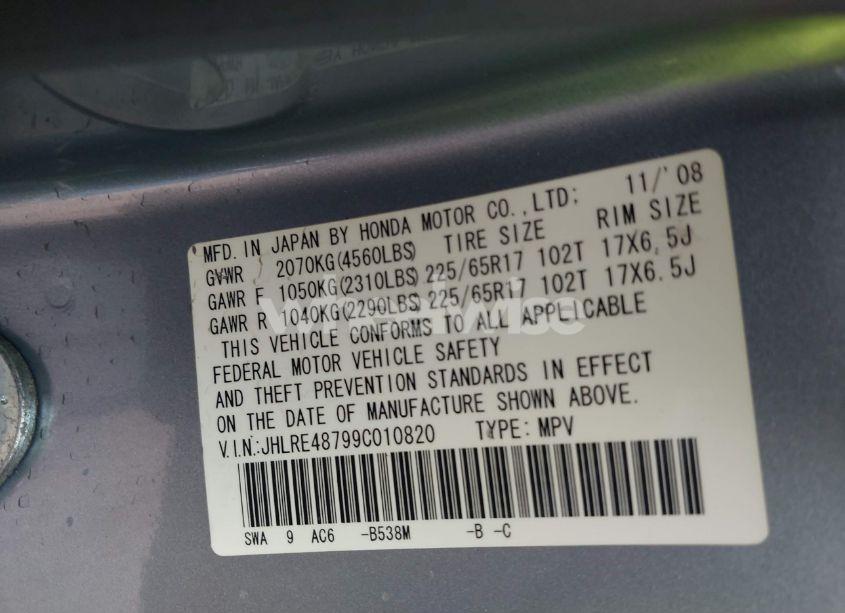 MFD. IN JAPAN BY HONDA MOTOR CO.,LTD: 11/'08
GVWR 2070KG(4560LBS) TIRE SIZE RIM SIZE
GAWR F 1050KG(2310LBS) 225/65R17 102T 17X6.5J
GAWR R 1040KG(2290LBS) 225/65R17 102T 17X6.5J
THIS VEHICLE CONFORMS TO ALL APPLICABLE
FEDERAL MOTOR VEHICLE SAFETY
AND THEFT PREVENTION STANDARDS IN EFFECT
ON THE DATE OF MANUFACTURE SHOWN ABOVE.
V.I.N:JHLRE48799C010820 TYPE: MPV
SWA 9 AC6 -B538M -B -C